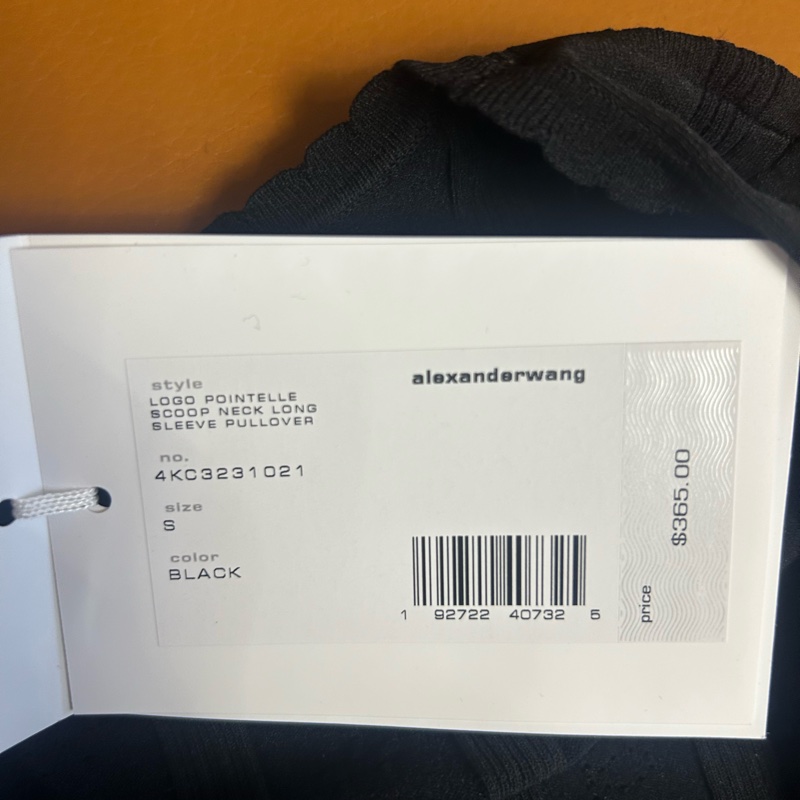 style
LOGO POINTELLE
SCOOP NECK LONG
SLEEVE PULLOVER
no.
4KC3231021
size
S
color
BLACK
alexanderwang
1 92722 40732 5
price
$365.00